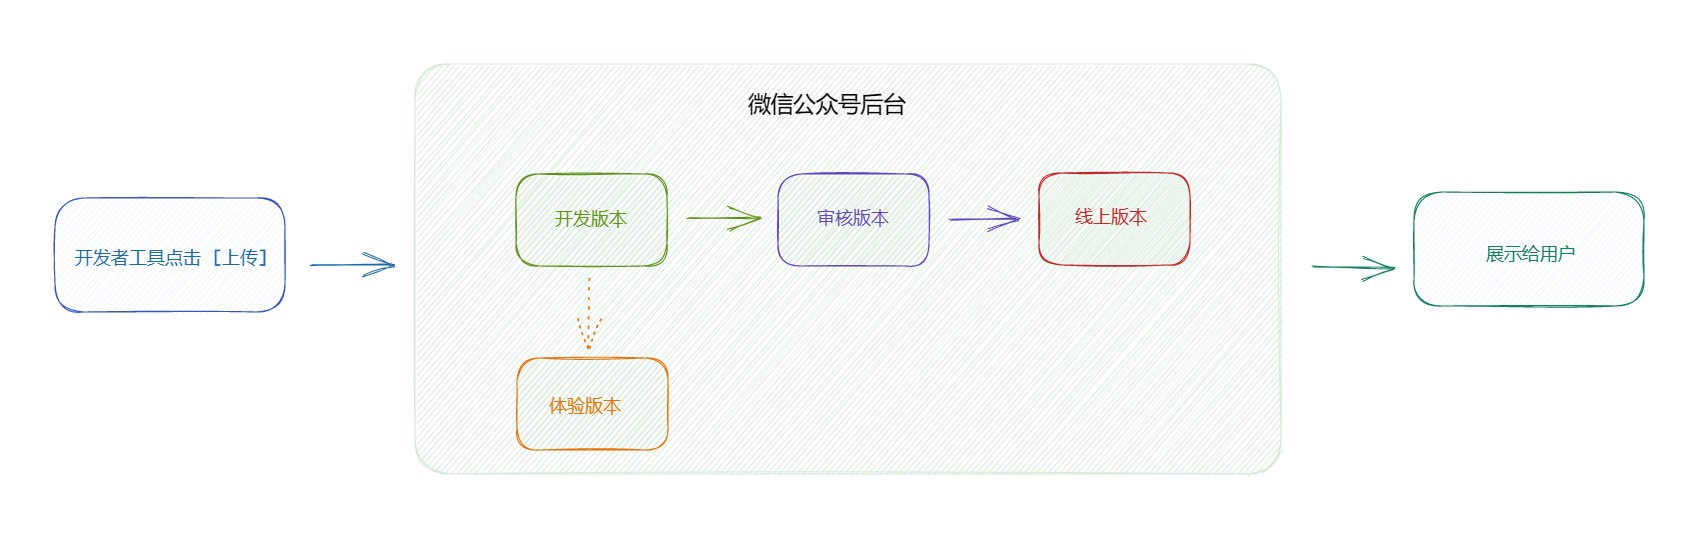 微信公众号后台
开发者工具点击［上传］
开发版本
审核版本
线上版本
展示给用户
体验版本